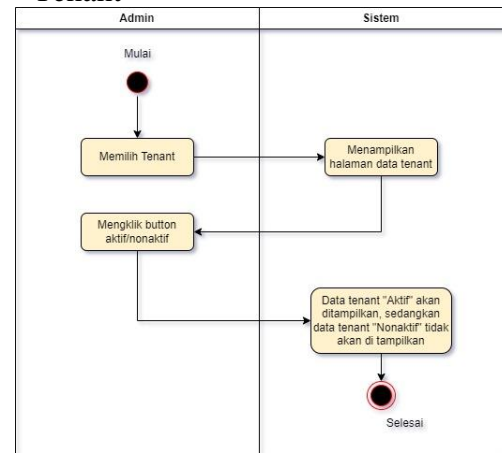 Admin
Sistem
Mulai
Memilih Tenant
Menampilkan
halaman data tenant
Mengklik button
aktif/nonaktif
Data tenant "Aktif" akan
ditampilkan, sedangkan
data tenant "Nonaktif" tidak
akan di tampilkan
Selesai